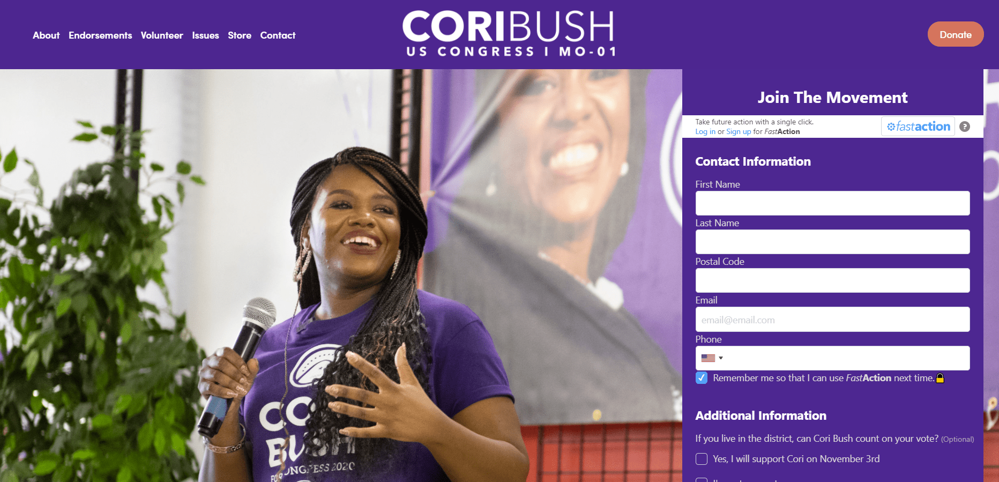 CORIBUSH
US CONGRESS | MO-01
About Endorsements Volunteer Issues Store Contact
Donate
Join The Movement
Take future action with a single click.
Log in or Sign up for FastAction
fastaction
?
Contact Information
First Name
Last Name
Postal Code
Email
email@email.com
Phone
Remember me so that I can use FastAction next time.
Additional Information
If you live in the district, can Cori Bush count on your vote? (Optional)
Yes, I will support Cori on November 3rd
CO
BUSH
FOR CONGRESS 2020